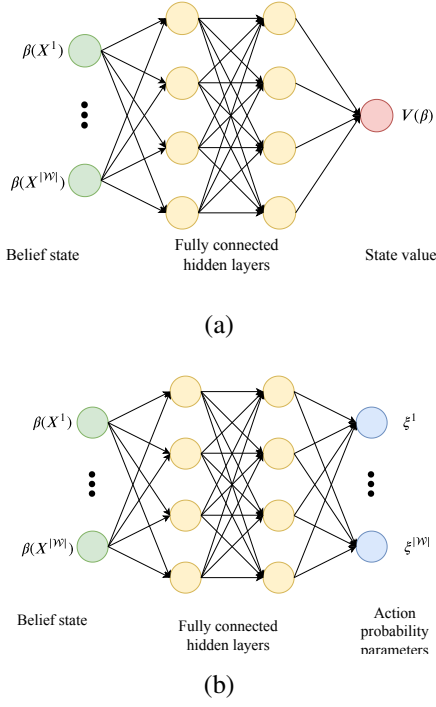 β(X¹)
V(β)
β(X^{|𝒲|})
Belief state
Fully connected
hidden layers
State value
(a)
β(X¹)
ξ¹
β(X^{|𝒲|})
ξ^{|𝒲|}
Belief state
Fully connected
hidden layers
Action
probability
parameters
(b)